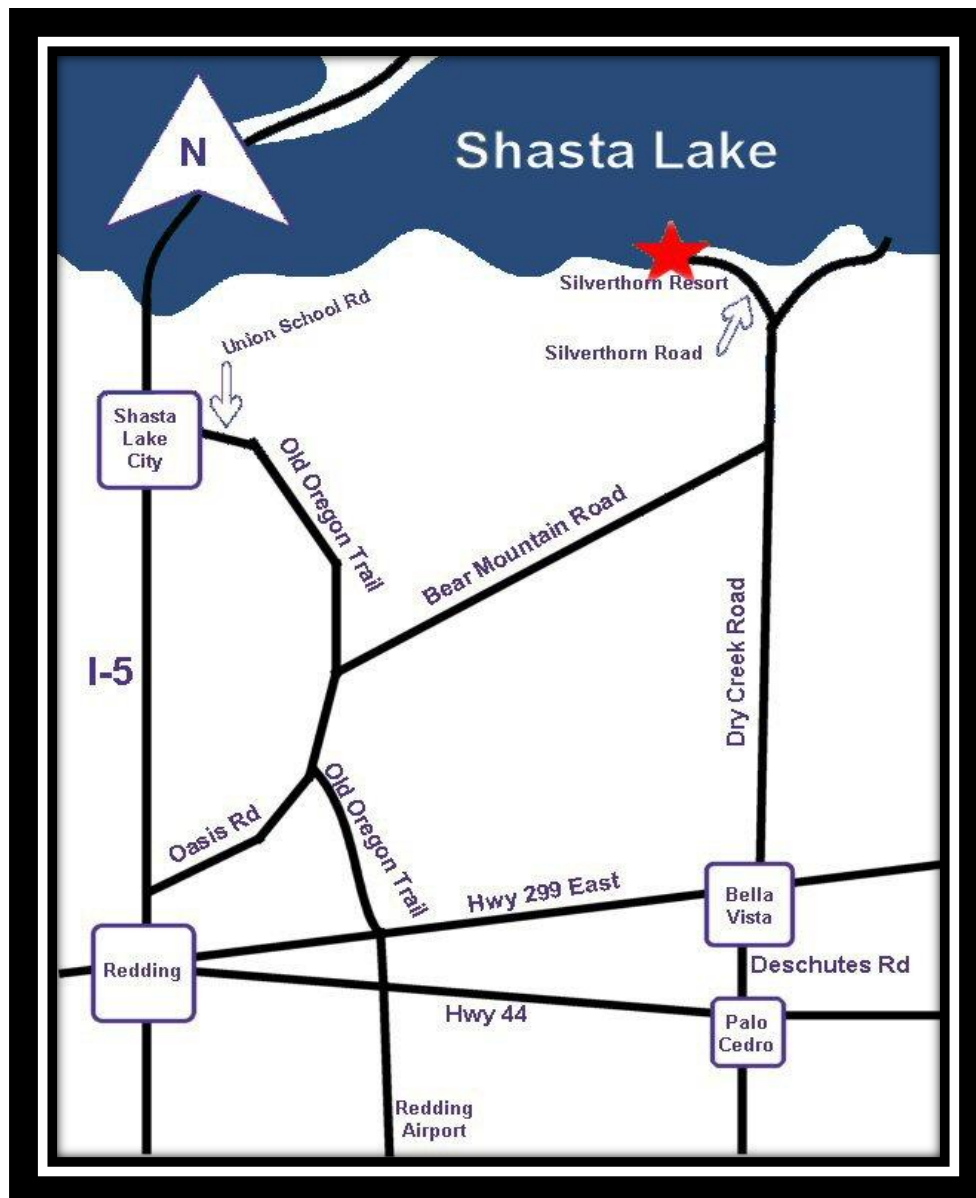 N
Shasta Lake
Silverthorn Resort
Union School Rd
Silverthorn Road
Shasta
Lake
City
Old Oregon Trail
Bear Mountain Road
I-5
Dry Creek Road
Oasis Rd
Old Oregon Trail
Hwy 299 East
Bella
Vista
Redding
Deschutes Rd
Hwy 44
Palo
Cedro
Redding
Airport